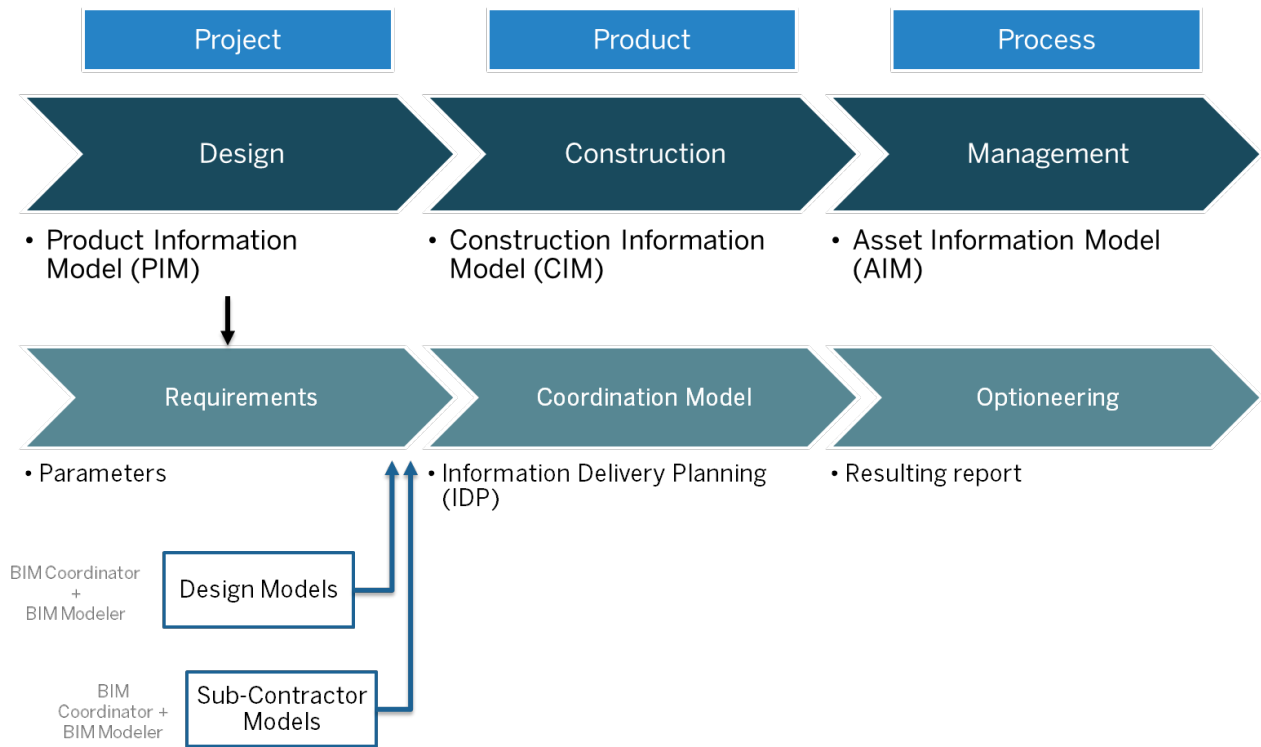 Project
Product
Process
Design
Construction
Management
• Product Information
Model (PIM)
• Construction Information
Model (CIM)
• Asset Information Model
(AIM)
Requirements
Coordination Model
Optioneering
• Parameters
• Information Delivery Planning
(IDP)
• Resulting report
BIM Coordinator
+
BIM Modeler
Design Models
BIM
Coordinator +
BIM Modeler
Sub-Contractor
Models